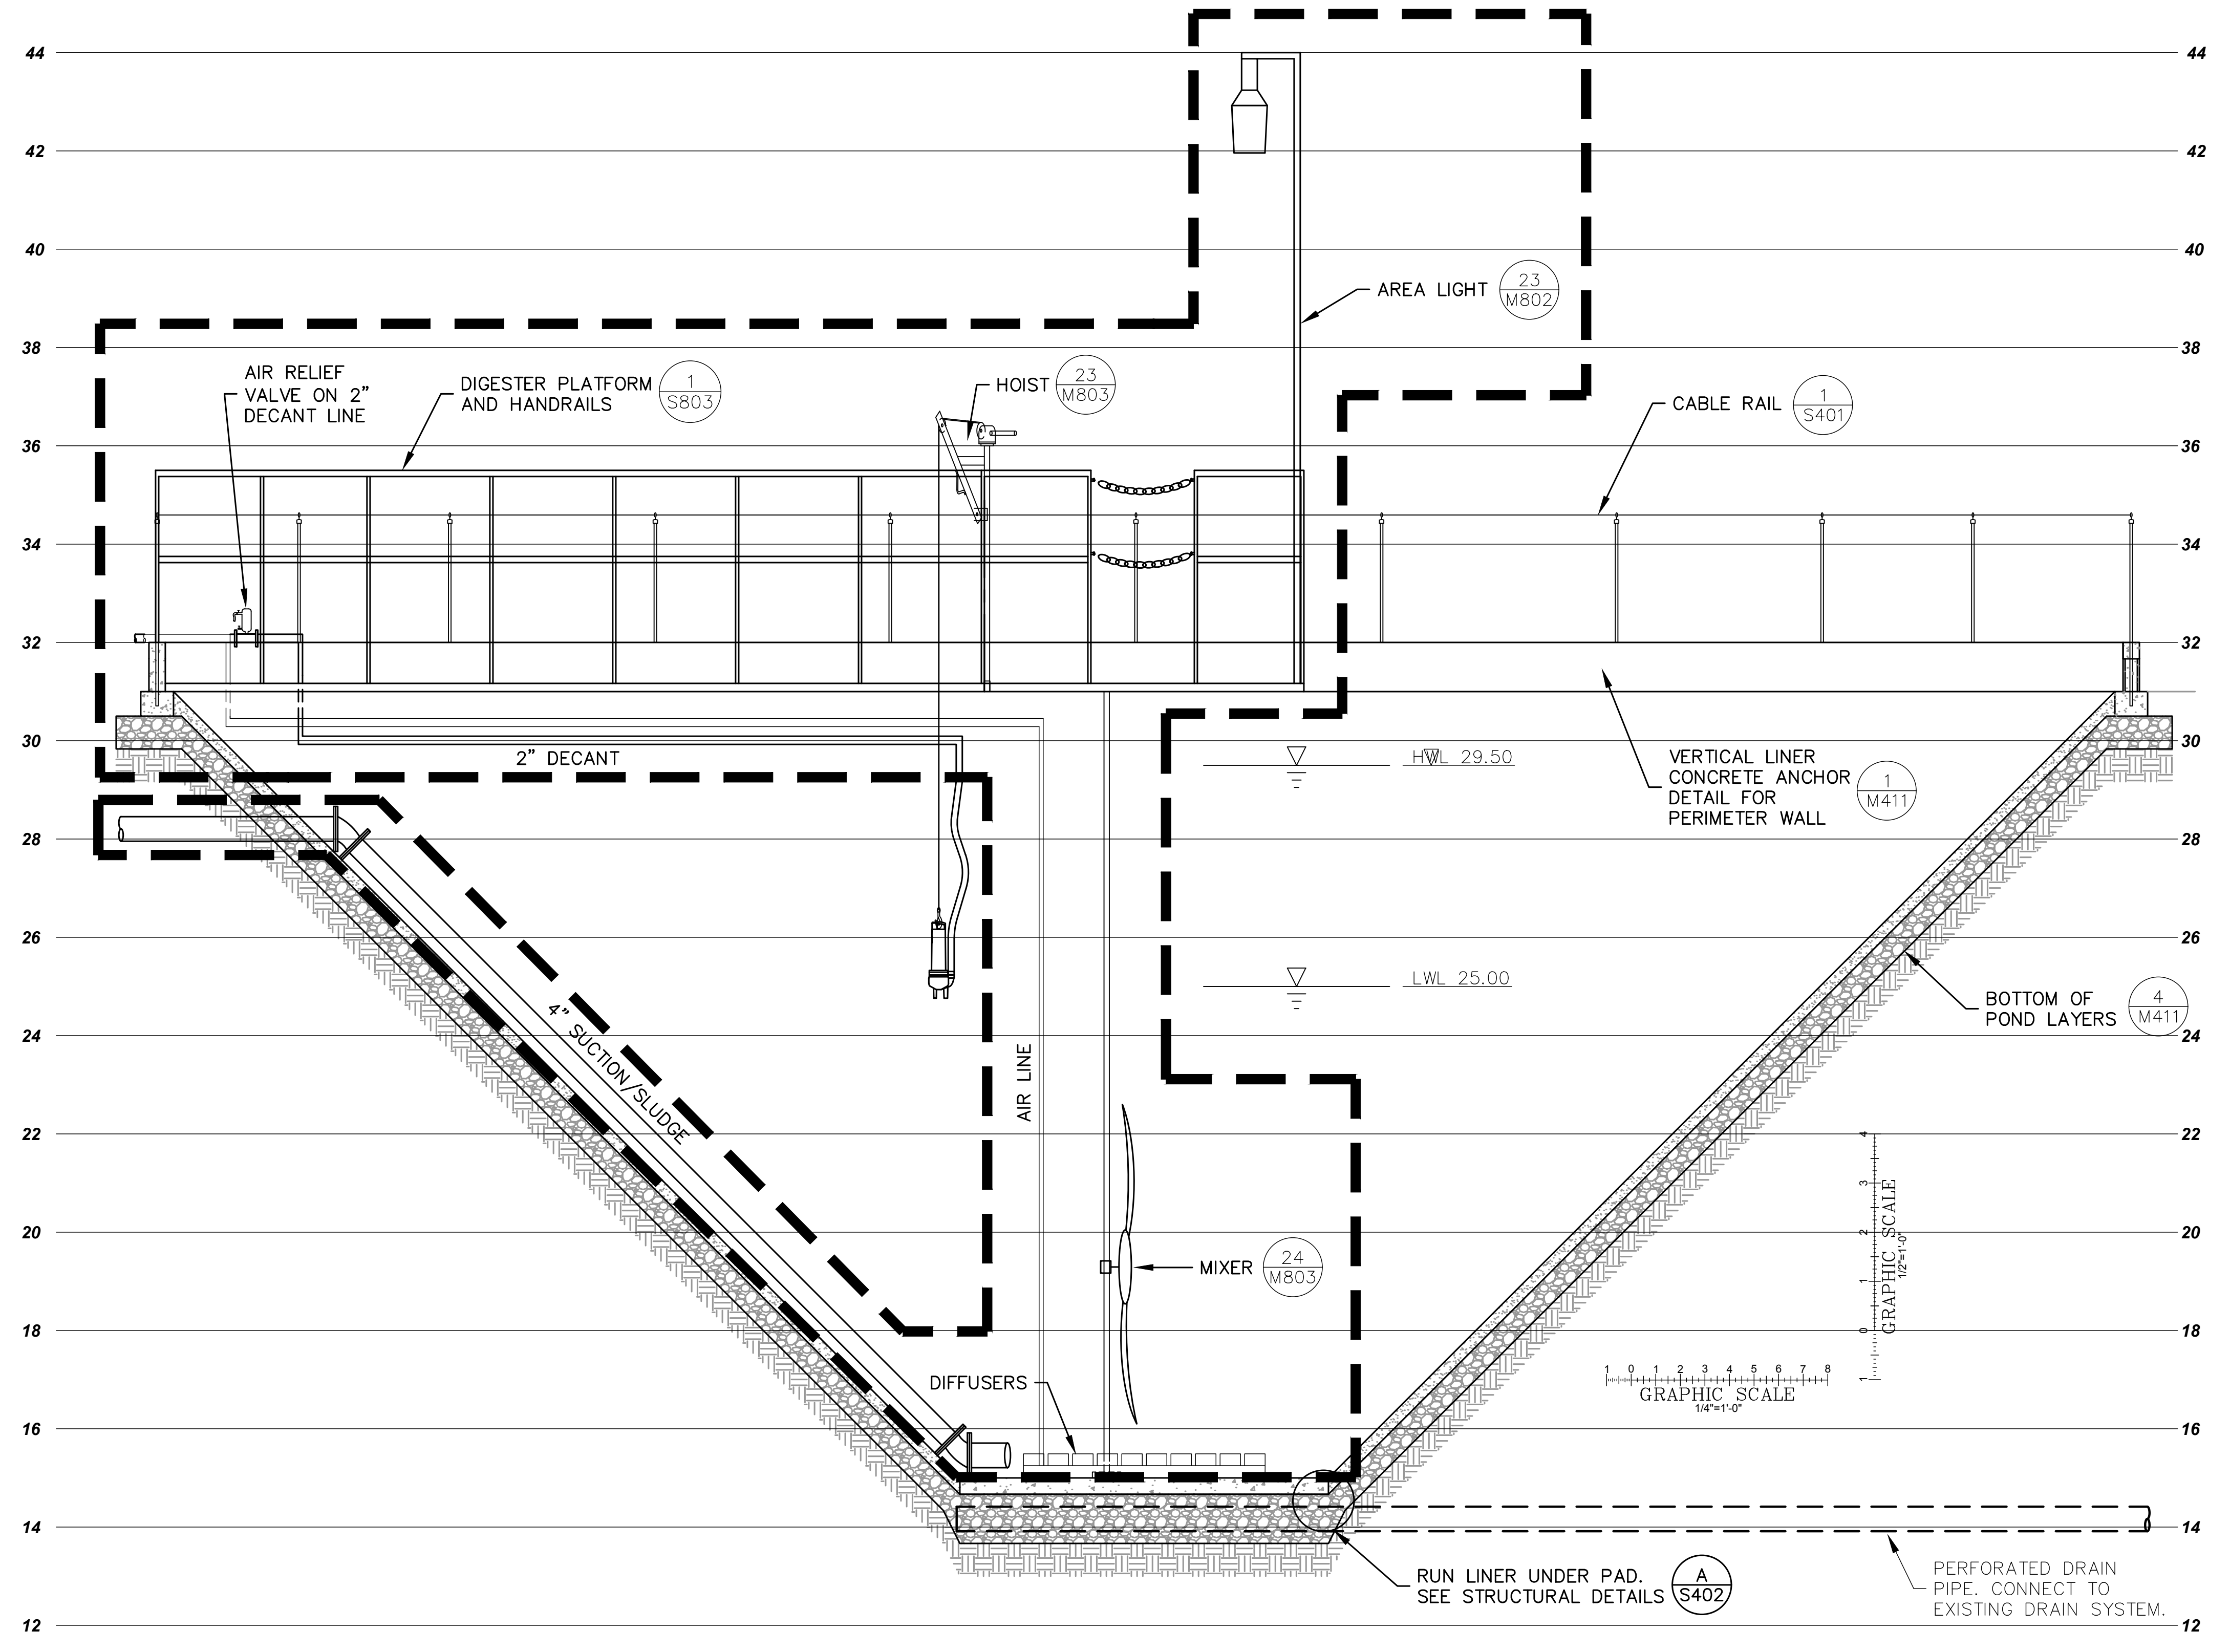 44
44
42
42
40
40
AREA LIGHT
23
M802
38
38
AIR RELIEF
VALVE ON 2"
DECANT LINE
DIGESTER PLATFORM
AND HANDRAILS
1
S803
HOIST
23
M803
CABLE RAIL
1
S401
36
36
34
34
32
32
30
30
2" DECANT
HWL 29.50
VERTICAL LINER
CONCRETE ANCHOR
DETAIL FOR
PERIMETER WALL
1
M411
28
28
26
26
LWL 25.00
BOTTOM OF
POND LAYERS
4
M411
24
24
4" SUCTION/SLUDGE
AIR LINE
22
22
20
20
MIXER
24
M803
4
3
2
1
0
1
GRAPHIC SCALE
1/2"=1'-0"
18
18
DIFFUSERS
1 0 1 2 3 4 5 6 7 8
GRAPHIC SCALE
1/4"=1'-0"
16
16
14
14
RUN LINER UNDER PAD.
SEE STRUCTURAL DETAILS
A
S402
PERFORATED DRAIN
PIPE. CONNECT TO
EXISTING DRAIN SYSTEM.
12
12